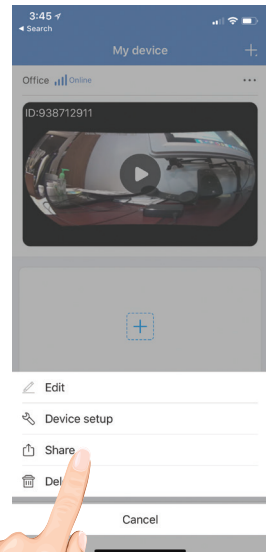 3:45
◀ Search
My device
Office Online
ID:938712911
Edit
Device setup
Share
Cancel